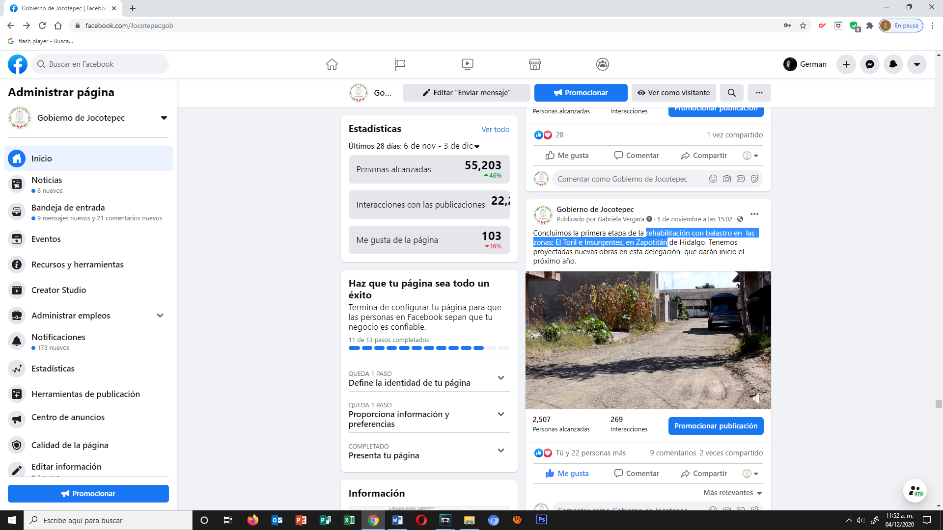 Gobierno de Jocotepec | Facebook
facebook.com/Jocotepecgob
En pausa
flash player - Busca...
Buscar en Facebook
German
Administrar página
Gobierno de Jocotepec
Inicio
Noticias
8 nuevos
Bandeja de entrada
9 mensajes nuevos y 21 comentarios nuevos
Eventos
Recursos y herramientas
Creator Studio
Administrar empleos
Notificaciones
173 nuevos
Estadísticas
Herramientas de publicación
Centro de anuncios
Calidad de la página
Editar información
Promocionar
Go...
Editar "Enviar mensaje"
Promocionar
Ver como visitante
Estadísticas
Ver todo
Últimos 28 días: 6 de nov - 3 de dic
Personas alcanzadas
55,203
46%
Interacciones con las publicaciones
22,
Me gusta de la página
103
16%
Haz que tu página sea todo un
éxito
Termina de configurar tu página para que
las personas en Facebook sepan que tu
negocio es confiable.
11 de 13 pasos completados
QUEDA 1 PASO
Define la identidad de tu página
QUEDA 1 PASO
Proporciona información y
preferencias
COMPLETADO
Presenta tu página
Información
Personas alcanzadas
Interacciones
Promocionar publicación
28
1 vez compartido
Me gusta
Comentar
Compartir
Comentar como Gobierno de Jocotepec
Gobierno de Jocotepec
Publicado por Gabriela Vergara · 5 de noviembre a las 15:02 ·
Concluimos la primera etapa de la rehabilitación con balastro en las
zonas: El Toril e Insurgentes, en Zapotitán de Hidalgo. Tenemos
proyectadas nuevas obras en esta delegación que darán inicio el
próximo año.
2,507
Personas alcanzadas
269
Interacciones
Promocionar publicación
Tú y 22 personas más
9 comentarios 2 veces compartido
Me gusta
Comentar
Compartir
Más relevantes
476
Escribe aquí para buscar
11:32 a. m.
04/12/2020